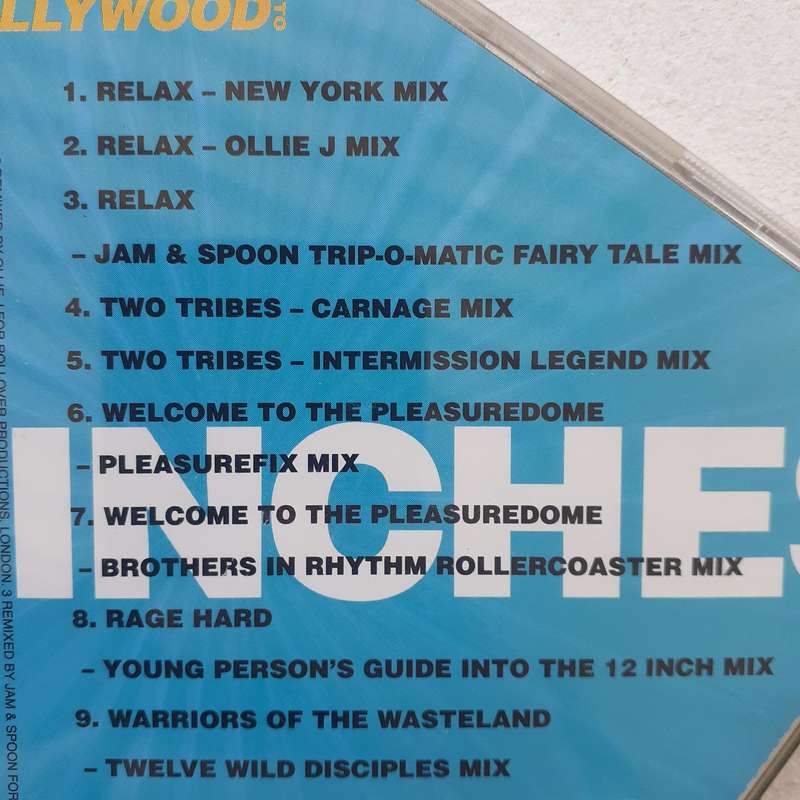 LLYWOOD TO
1. RELAX – NEW YORK MIX
2. RELAX – OLLIE J MIX
3. RELAX
– JAM & SPOON TRIP-O-MATIC FAIRY TALE MIX
4. TWO TRIBES – CARNAGE MIX
5. TWO TRIBES – INTERMISSION LEGEND MIX
6. WELCOME TO THE PLEASUREDOME
– PLEASUREFIX MIX
7. WELCOME TO THE PLEASUREDOME
– BROTHERS IN RHYTHM ROLLERCOASTER MIX
8. RAGE HARD
– YOUNG PERSON'S GUIDE INTO THE 12 INCH MIX
9. WARRIORS OF THE WASTELAND
– TWELVE WILD DISCIPLES MIX
INCHES
PRODUCTIONS, LONDON. 3 REMIXED BY JAM & SPOON FOR